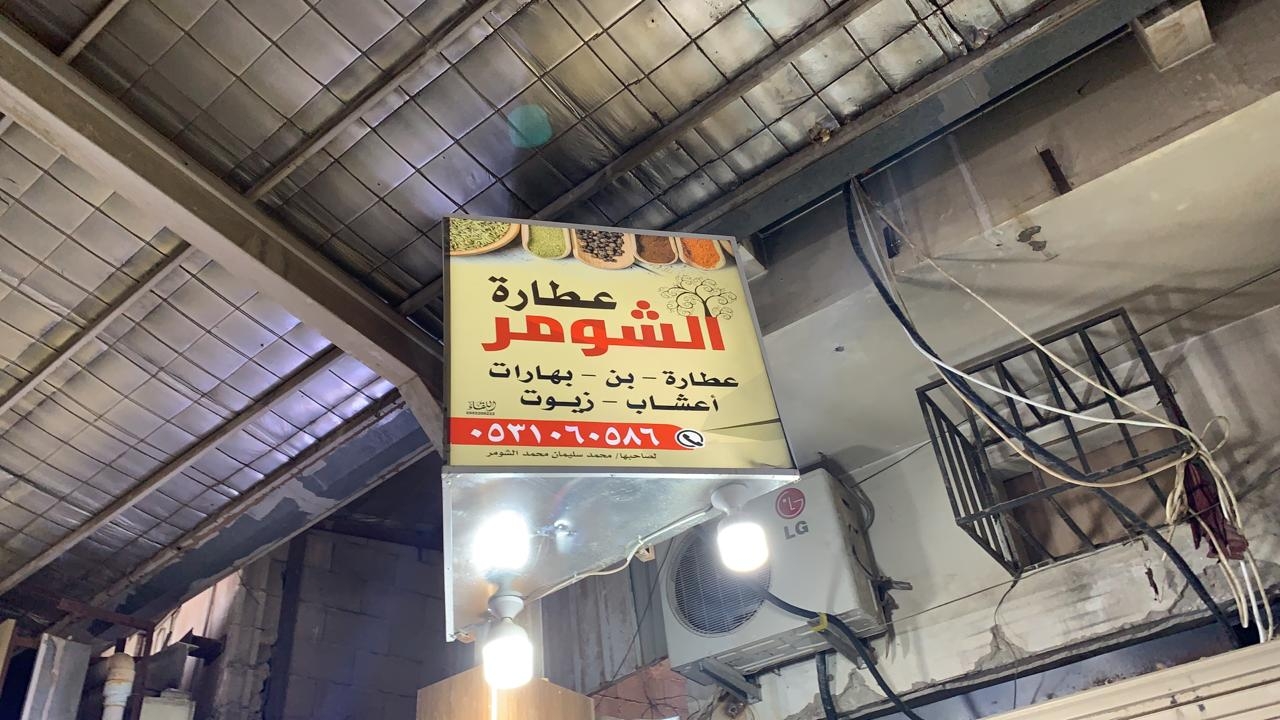 عطارة
الشومر
عطارة - بن - بهارات
أعشاب - زيوت
٠٥٣١٠٦٠٥٨٦
لصاحبها/ محمد سليمان محمد الشومر
LG